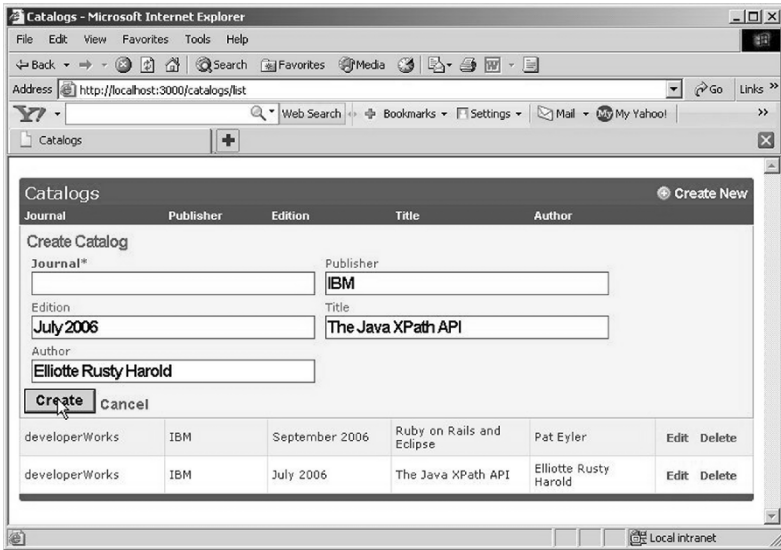 Catalogs - Microsoft Internet Explorer
File Edit View Favorites Tools Help
Back Search Favorites Media W
Address http://localhost:3000/catalogs/list Go Links »
Y7 Web Search Bookmarks Settings Mail My My Yahoo! »
Catalogs
Catalogs Create New
Journal Publisher Edition Title Author
Create Catalog
Journal* Publisher
IBM
Edition Title
July 2006 The Java XPath API
Author
Elliotte Rusty Harold
Create Cancel
developerWorks IBM September 2006 Ruby on Rails and Eclipse Pat Eyler Edit Delete
developerWorks IBM July 2006 The Java XPath API Elliotte Rusty Harold Edit Delete
Local intranet